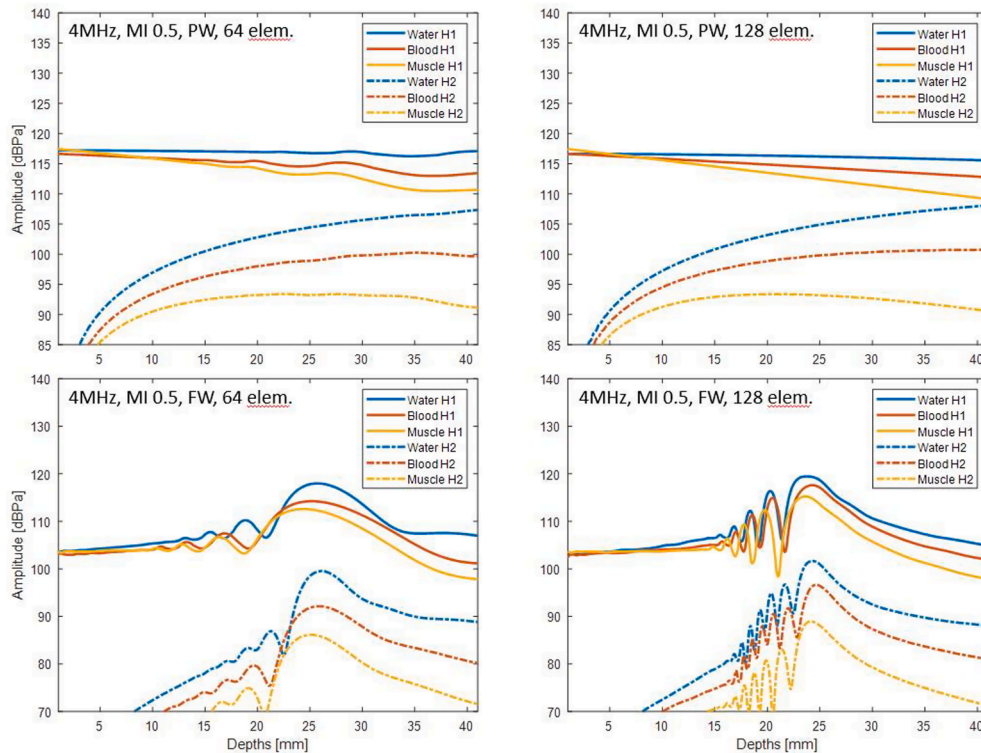 4MHz, MI 0.5, PW, 64 elem.
Water H1
Blood H1
Muscle H1
Water H2
Blood H2
Muscle H2
Amplitude [dBPa]
140
135
130
125
120
115
110
105
100
95
90
85
5 10 15 20 25 30 35 40
4MHz, MI 0.5, PW, 128 elem.
Water H1
Blood H1
Muscle H1
Water H2
Blood H2
Muscle H2
140
135
130
125
120
115
110
105
100
95
90
85
5 10 15 20 25 30 35 40
4MHz, MI 0.5, FW, 64 elem.
Water H1
Blood H1
Muscle H1
Water H2
Blood H2
Muscle H2
Amplitude [dBPa]
140
130
120
110
100
90
80
70
5 10 15 20 25 30 35 40
Depths [mm]
4MHz, MI 0.5, FW, 128 elem.
Water H1
Blood H1
Muscle H1
Water H2
Blood H2
Muscle H2
140
130
120
110
100
90
80
70
5 10 15 20 25 30 35 40
Depths [mm]